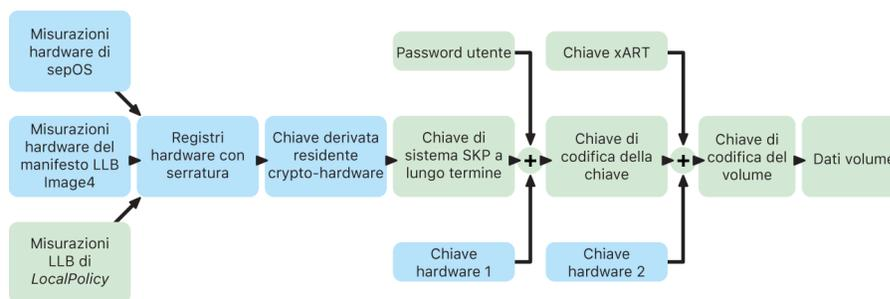 Misurazioni
hardware di
sepOS
Password utente
Chiave xART
Misurazioni
hardware del
manifesto LLB
Image4
Registri
hardware con
serratura
Chiave derivata
residente
crypto-hardware
Chiave di
sistema SKP a
lungo termine
+
Chiave di
codifica della
chiave
+
Chiave di
codifica del
volume
Dati volume
Misurazioni
LLB di
LocalPolicy
Chiave
hardware 1
Chiave
hardware 2